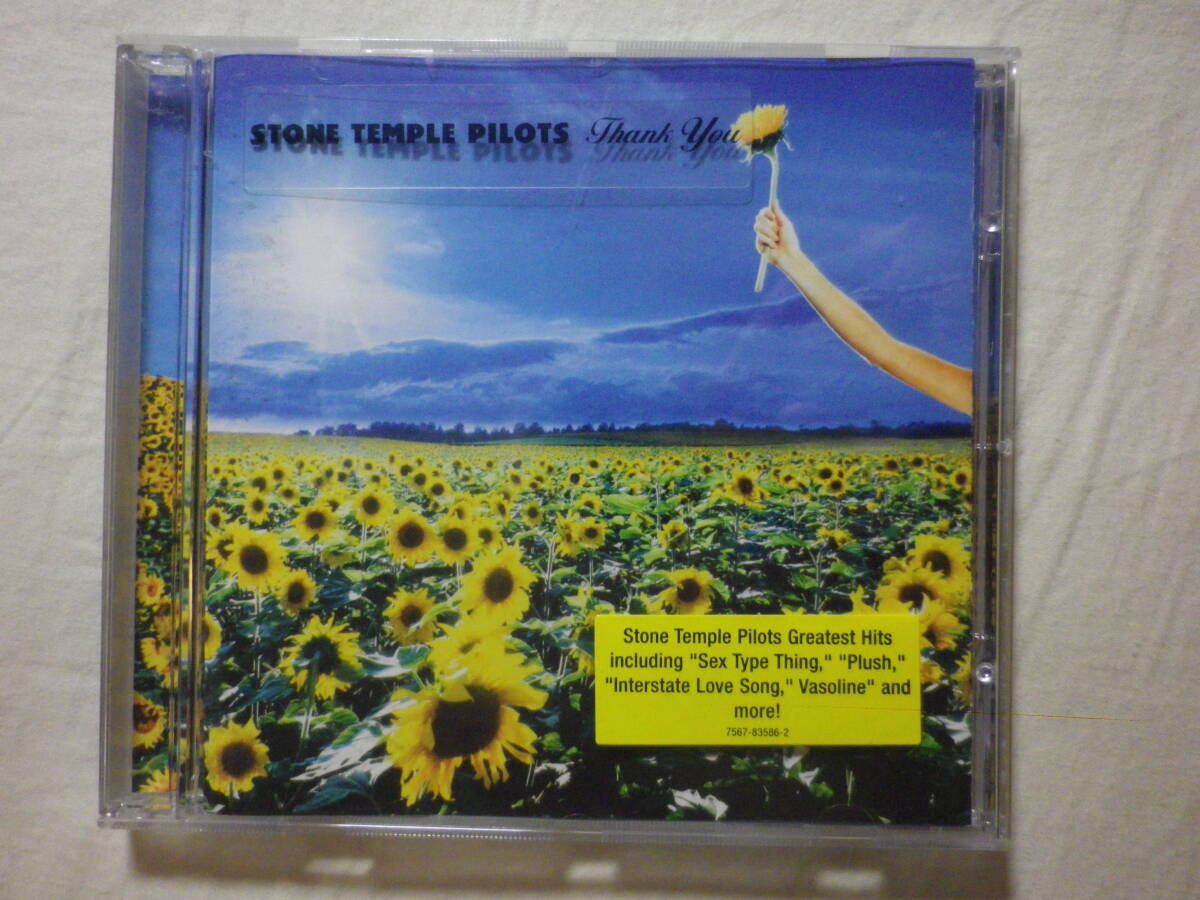 STONE TEMPLE PILOTS Thank You
Stone Temple Pilots Greatest Hits
including "Sex Type Thing," "Plush,"
"Interstate Love Song," Vasoline" and
more!
7567-83586-2